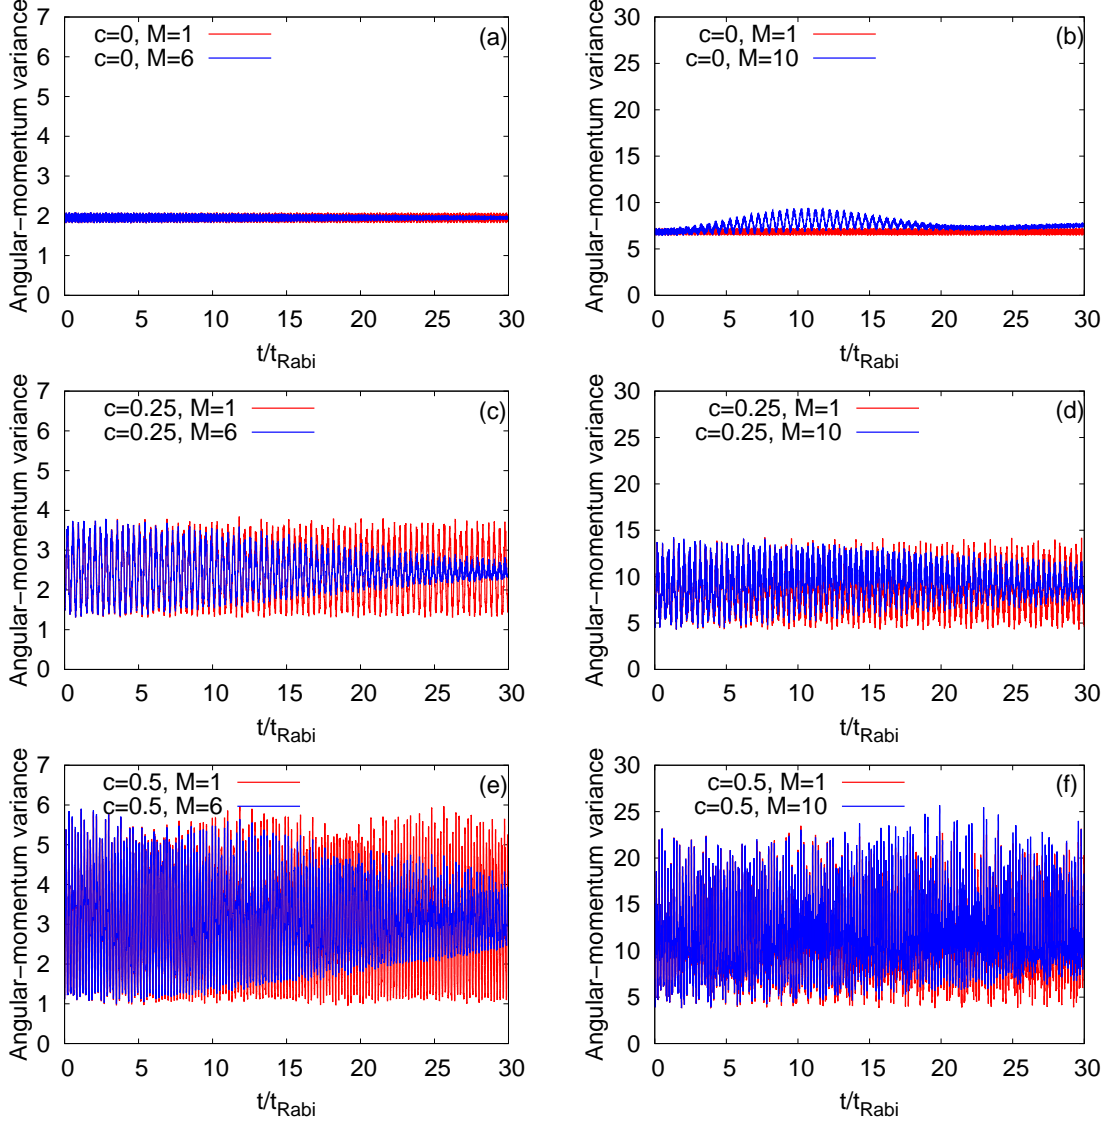 Angular−momentum variance
7
6
5
4
3
2
1
0
c=0, M=1
c=0, M=6
(a)
0 5 10 15 20 25 30
t/tRabi
Angular−momentum variance
30
25
20
15
10
5
0
c=0, M=1
c=0, M=10
(b)
0 5 10 15 20 25 30
t/tRabi
Angular−momentum variance
7
6
5
4
3
2
1
0
c=0.25, M=1
c=0.25, M=6
(c)
0 5 10 15 20 25 30
t/tRabi
Angular−momentum variance
30
25
20
15
10
5
0
c=0.25, M=1
c=0.25, M=10
(d)
0 5 10 15 20 25 30
t/tRabi
Angular−momentum variance
7
6
5
4
3
2
1
0
c=0.5, M=1
c=0.5, M=6
(e)
0 5 10 15 20 25 30
t/tRabi
Angular−momentum variance
30
25
20
15
10
5
0
c=0.5, M=1
c=0.5, M=10
(f)
0 5 10 15 20 25 30
t/tRabi